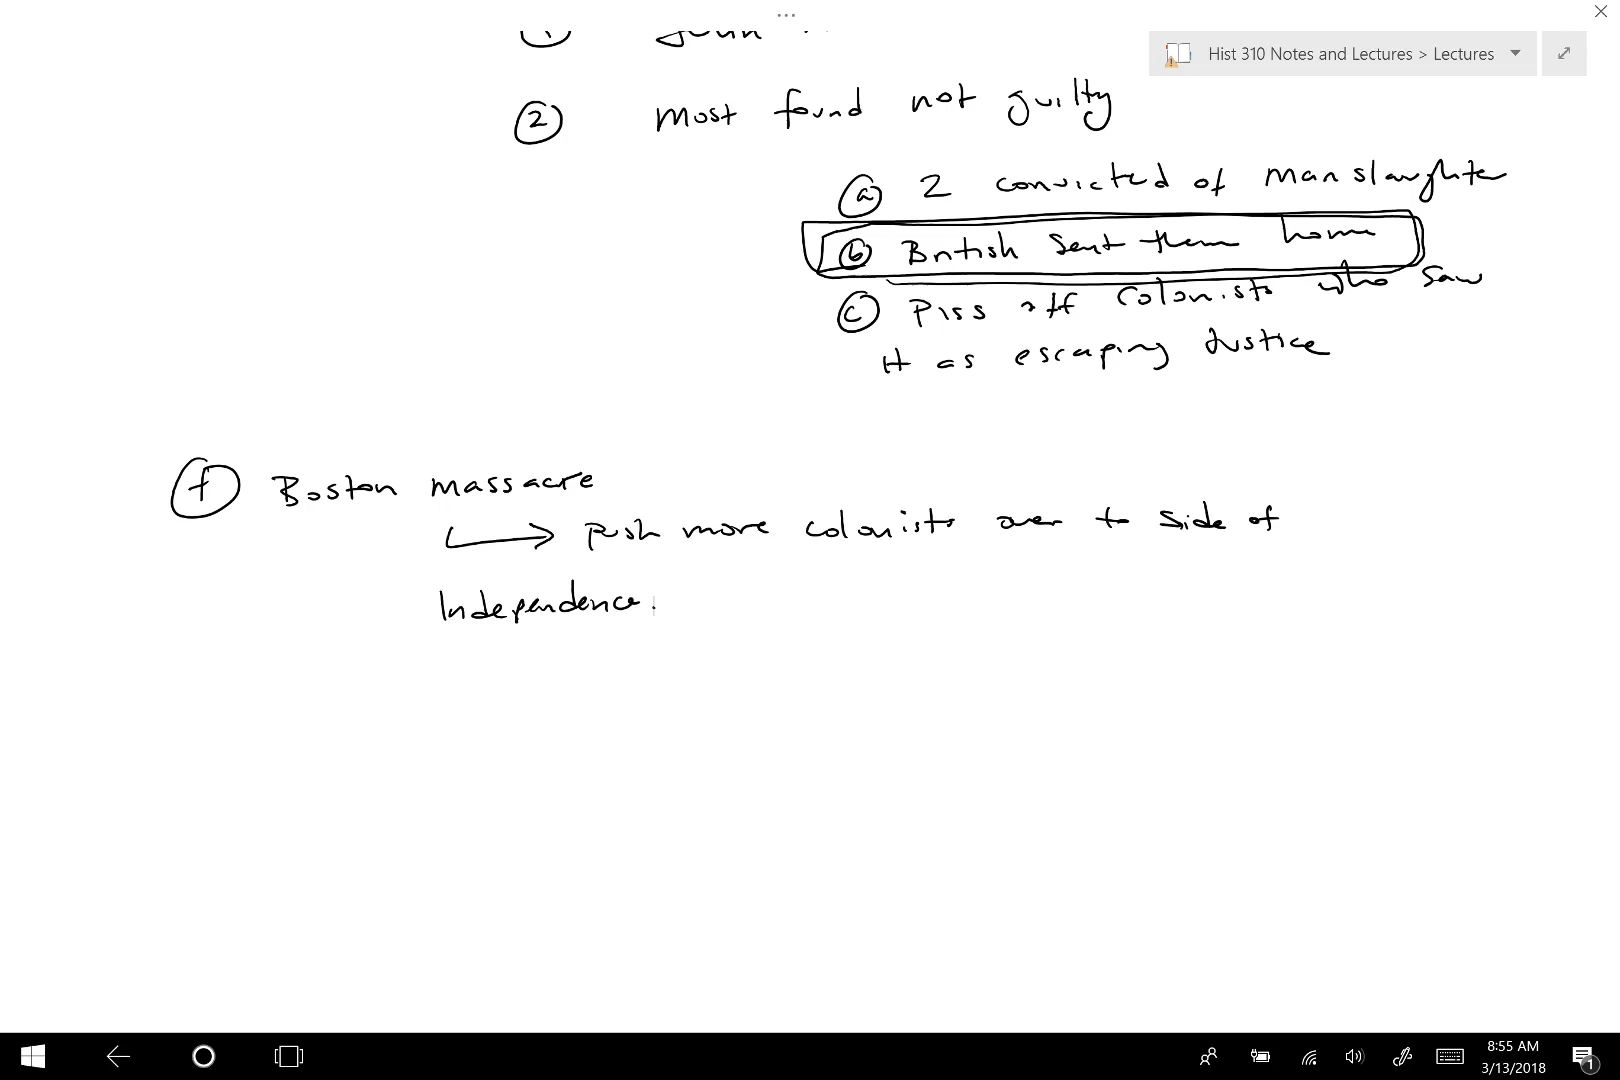 ...
Hist 310 Notes and Lectures > Lectures
1
2 most found not guilty
a 2 convicted of manslaughter
b British sent them home
c Piss off colonists who saw
it as escaping Justice
f Boston massacre
→ push more colonists over to side of
Independence.
8:55 AM
3/13/2018
1